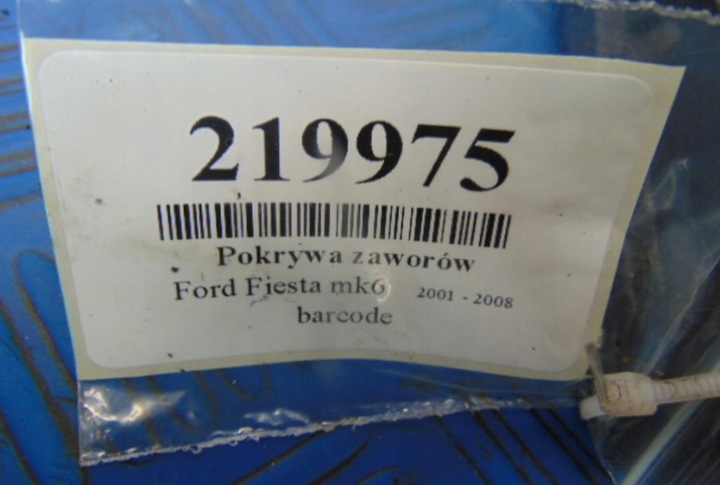 219975
Pokrywa zaworów
Ford Fiesta mk6 2001 - 2008
barcode